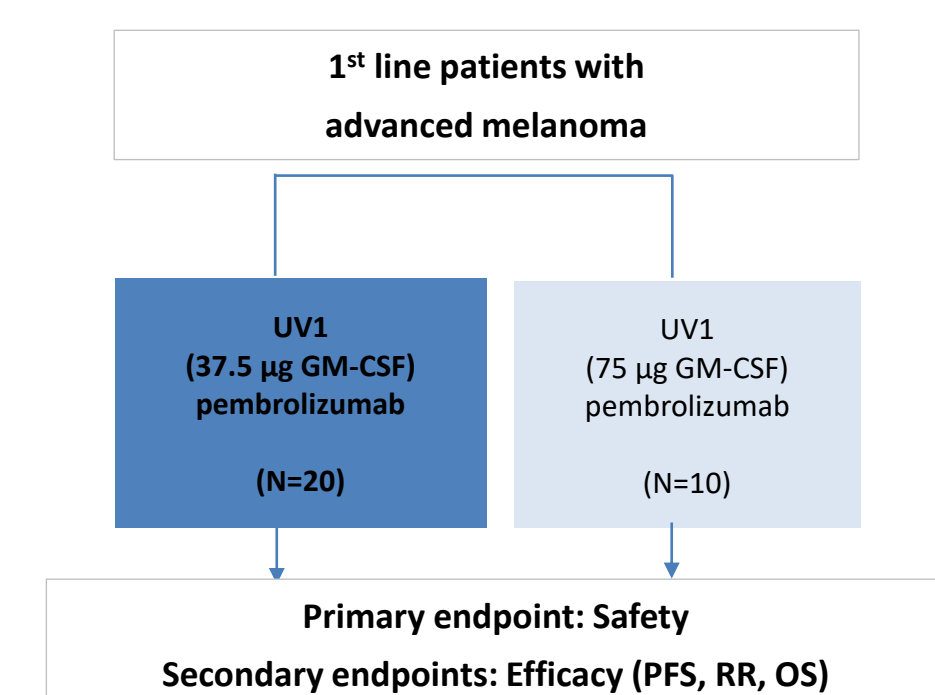 1st line patients with
advanced melanoma
UV1
(37.5 µg GM-CSF)
pembrolizumab
(N=20)
UV1
(75 µg GM-CSF)
pembrolizumab
(N=10)
Primary endpoint: Safety
Secondary endpoints: Efficacy (PFS, RR, OS)